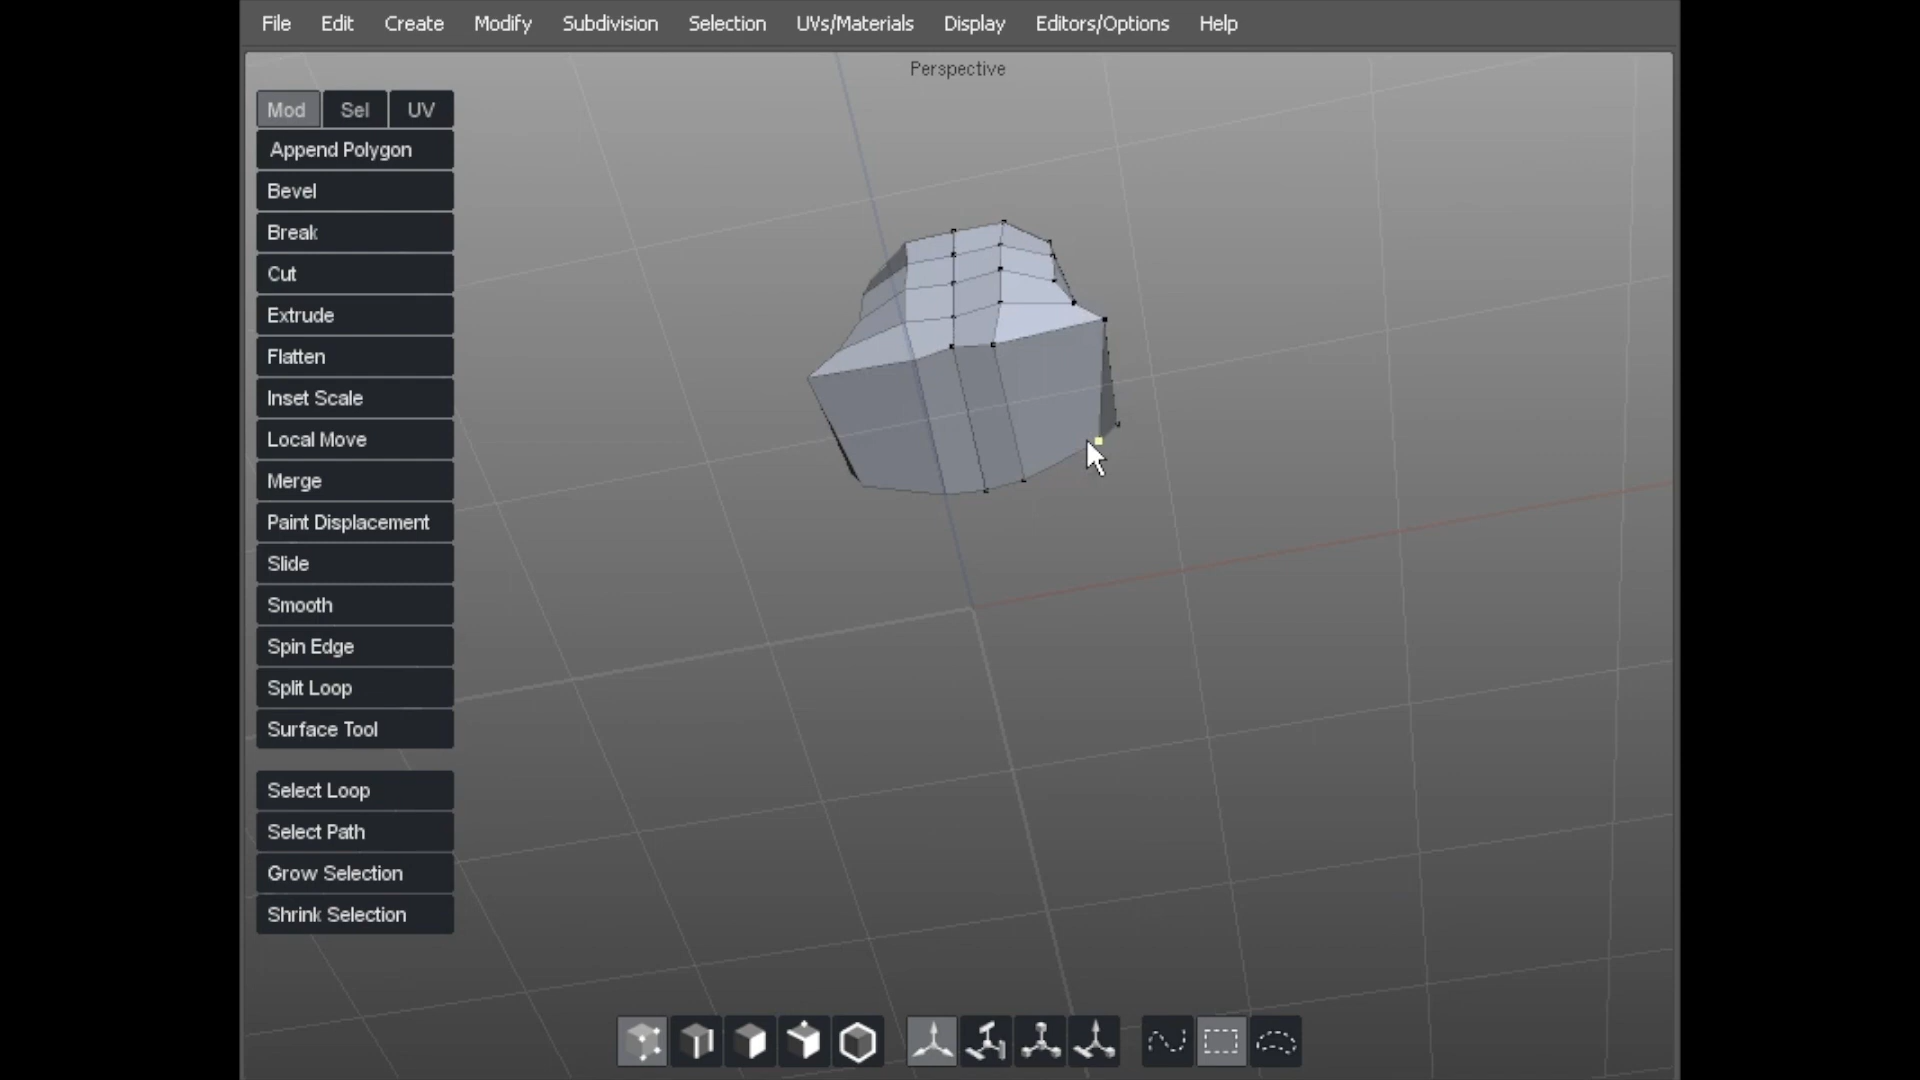 File Edit Create Modify Subdivision Selection UVs/Materials Display Editors/Options Help
Perspective
Mod Sel UV
Append Polygon
Bevel
Break
Cut
Extrude
Flatten
Inset Scale
Local Move
Merge
Paint Displacement
Slide
Smooth
Spin Edge
Split Loop
Surface Tool
Select Loop
Select Path
Grow Selection
Shrink Selection